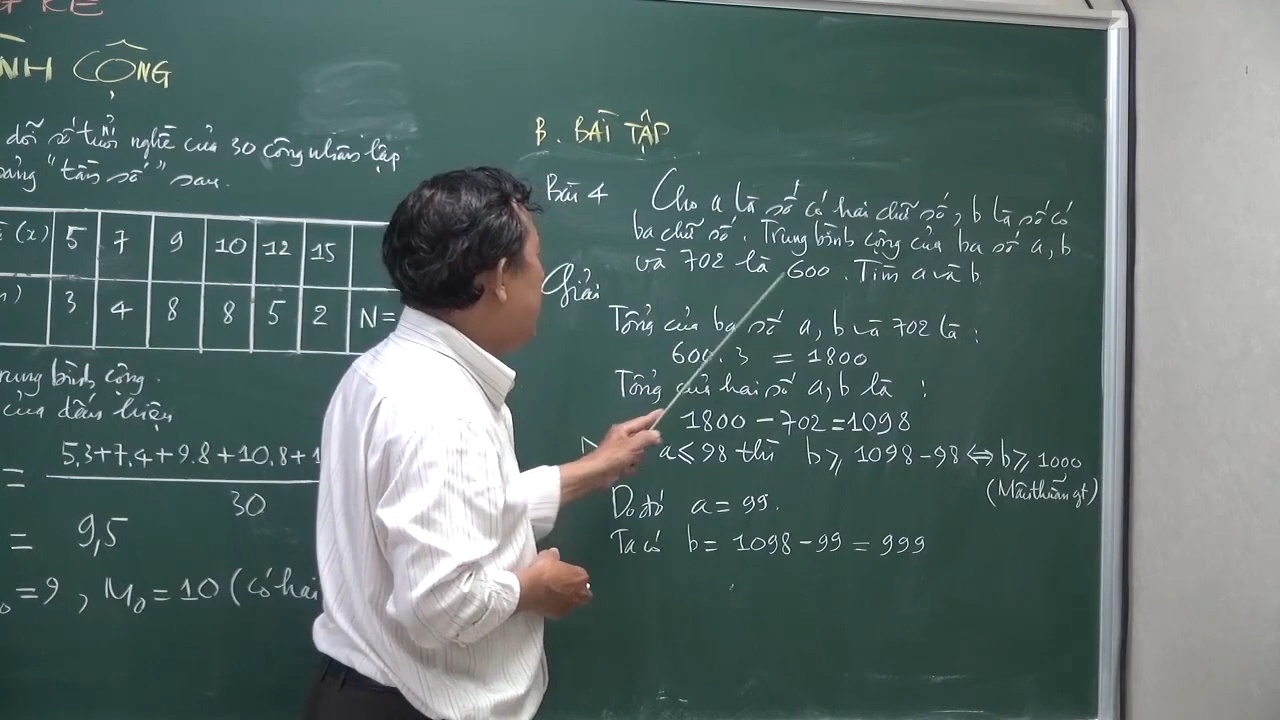 ÌNH CỘNG
dõi số tuổi nghề của 30 công nhân lập
bảng "tần số" sau.
(x) 5 7 9 10 12 15
3 4 8 8 5 2 N=
trung bình cộng.
của dấu hiệu
= 5.3+7.4+9.8+10.8+1
30
= 9,5
=9, M₀=10 (có hai
B. BÀI TẬP
Bài 4 Cho a là số có hai chữ số, b là số có
ba chữ số. Trung bình cộng của ba số a, b
và 702 là 600. Tìm a và b.
Giải
Tổng của ba số a, b và 702 là :
600.3 = 1800
Tổng của hai số a, b là :
1800 - 702 = 1098
a ⩽ 98 thì b ⩾ 1098 - 98 ⇔ b ⩾ 1000
(Mâu thuẫn gt)
Do đó a = 99.
Ta có b = 1098 - 99 = 999